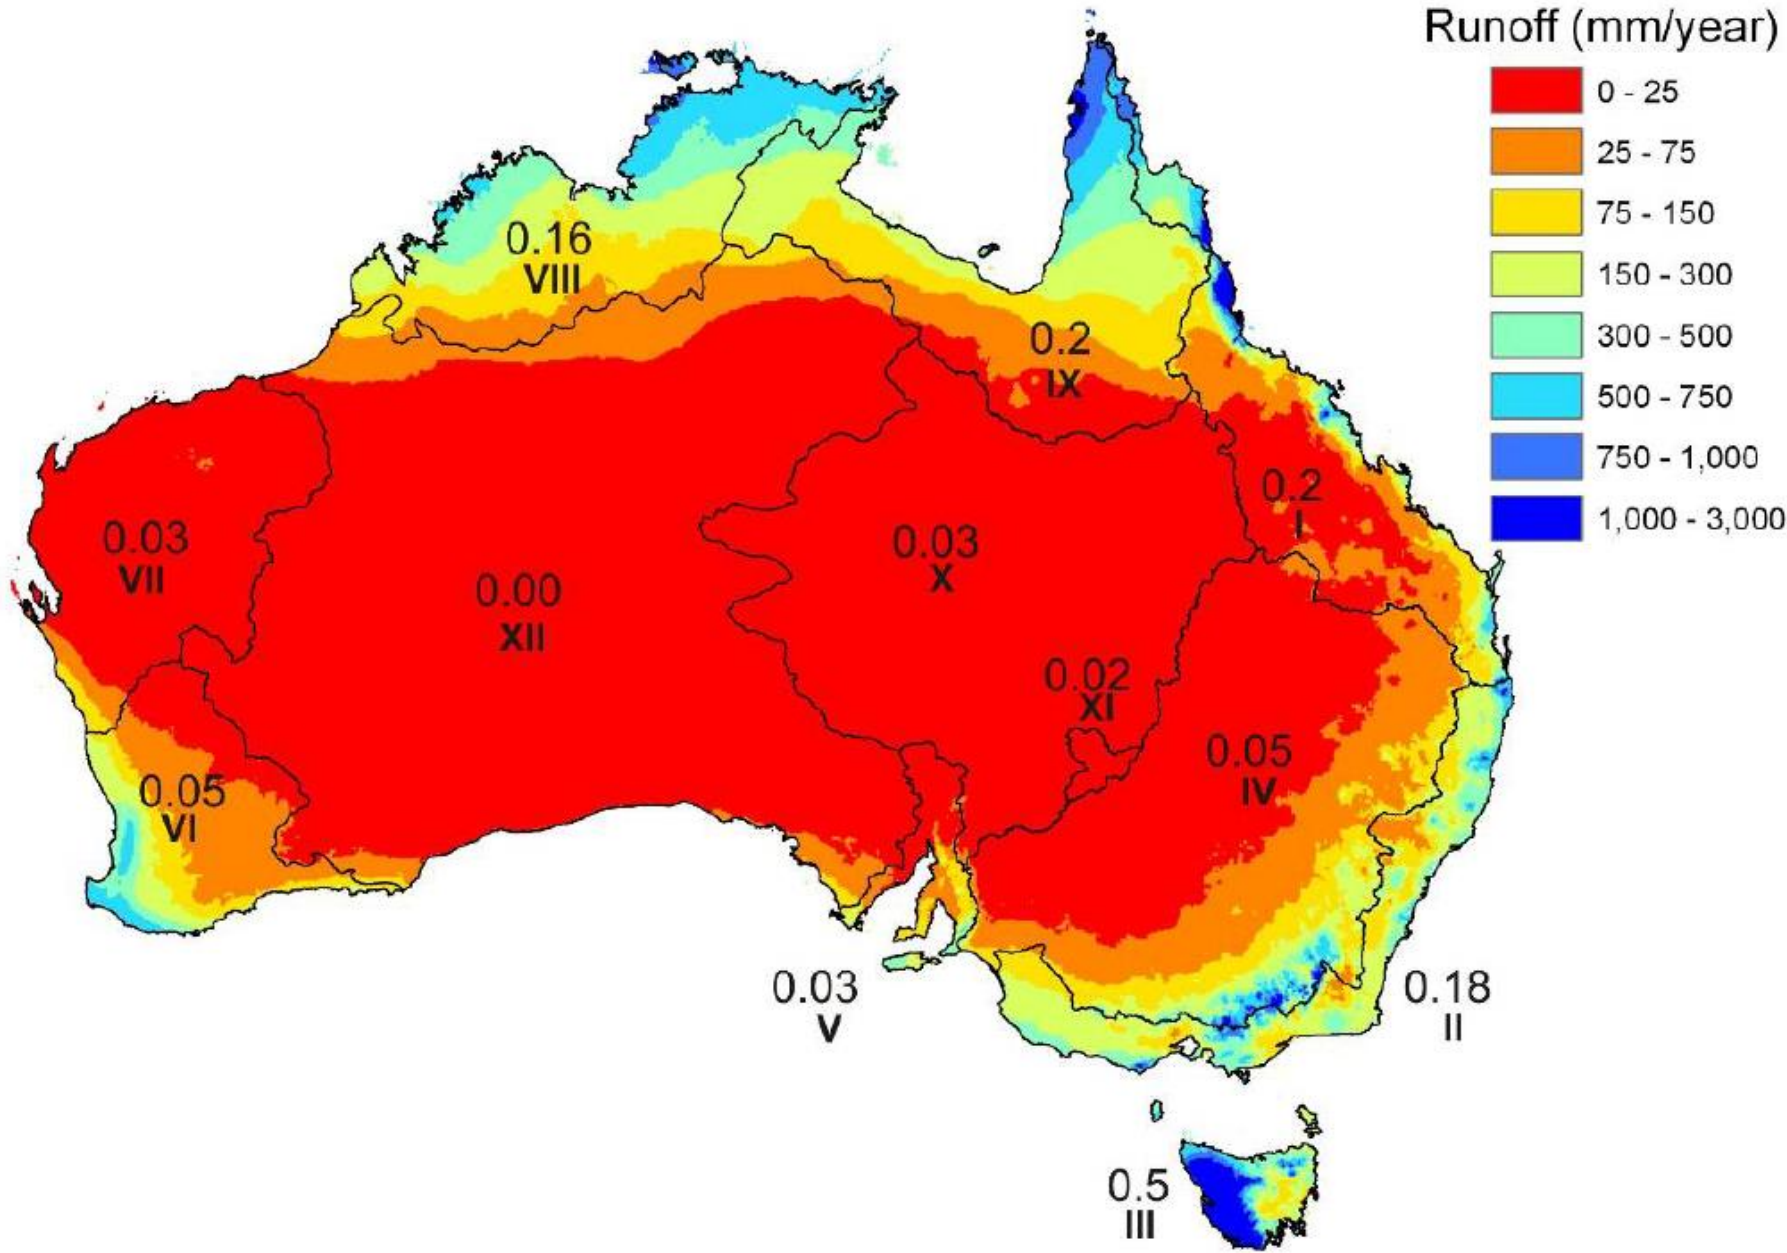 Runoff (mm/year)
0 - 25
25 - 75
75 - 150
150 - 300
300 - 500
500 - 750
750 - 1,000
1,000 - 3,000
0.16
VIII
0.2
IX
0.2
I
0.03
VII
0.00
XII
0.03
X
0.02
XI
0.05
IV
0.05
VI
0.03
V
0.18
II
0.5
III